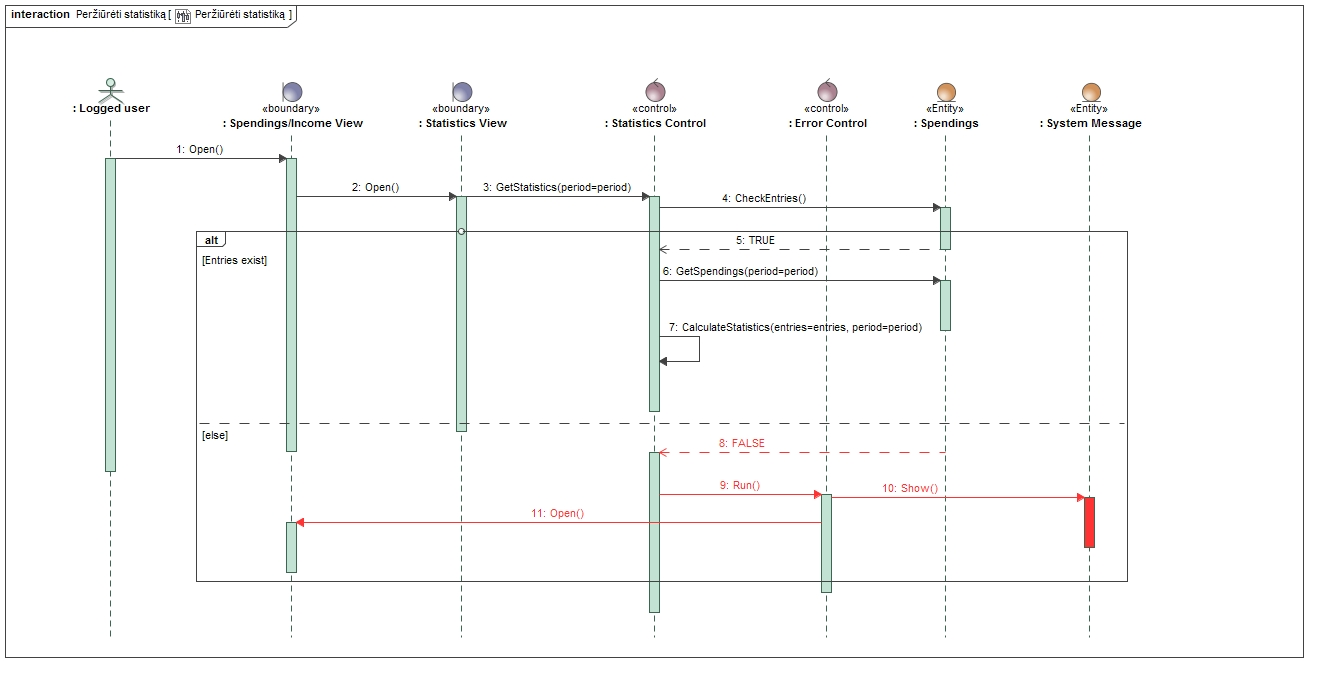 interaction Peržiūrėti statistiką [ Peržiūrėti statistiką ]
: Logged user
«boundary»
: Spendings/Income View
«boundary»
: Statistics View
«control»
: Statistics Control
«control»
: Error Control
«Entity»
: Spendings
«Entity»
: System Message
1: Open()
2: Open()
3: GetStatistics(period=period)
4: CheckEntries()
alt
5: TRUE
[Entries exist]
6: GetSpendings(period=period)
7: CalculateStatistics(entries=entries, period=period)
[else]
8: FALSE
9: Run()
10: Show()
11: Open()